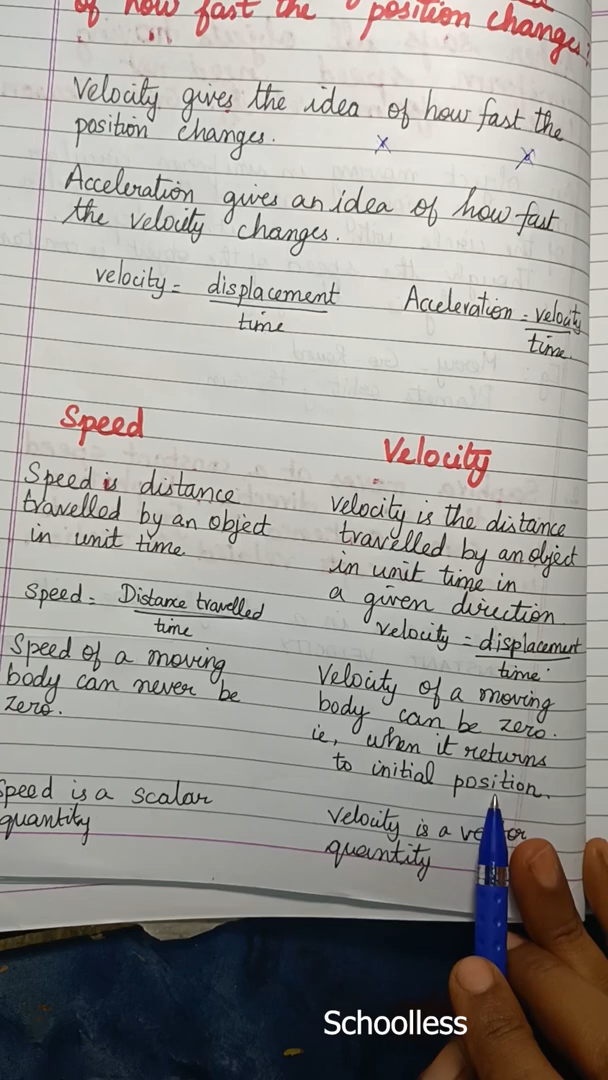 of how fast the position changes?
Velocity gives the idea of how fast the
position changes.
Acceleration gives an idea of how fast
the velocity changes.
velocity = displacement
time
Acceleration = velocity
time.
Speed
Speed is distance
travelled by an object
in unit time
Speed = Distance travelled
time
Speed of a moving
body can never be
zero.
Speed is a scalar
quantity
Velocity
Velocity is the distance
travelled by an object
in unit time in
a given direction
velocity = displacement
time.
Velocity of a moving
body can be zero.
ie, when it returns
to initial position.
Velocity is a vector
quantity
Schoolless